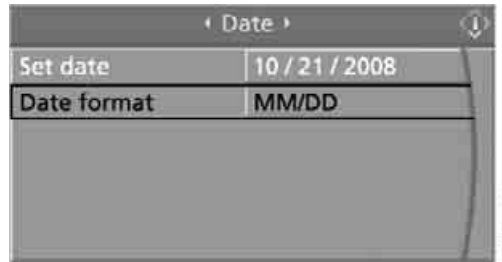 Date
Set date 10 / 21 / 2008
Date format MM/DD